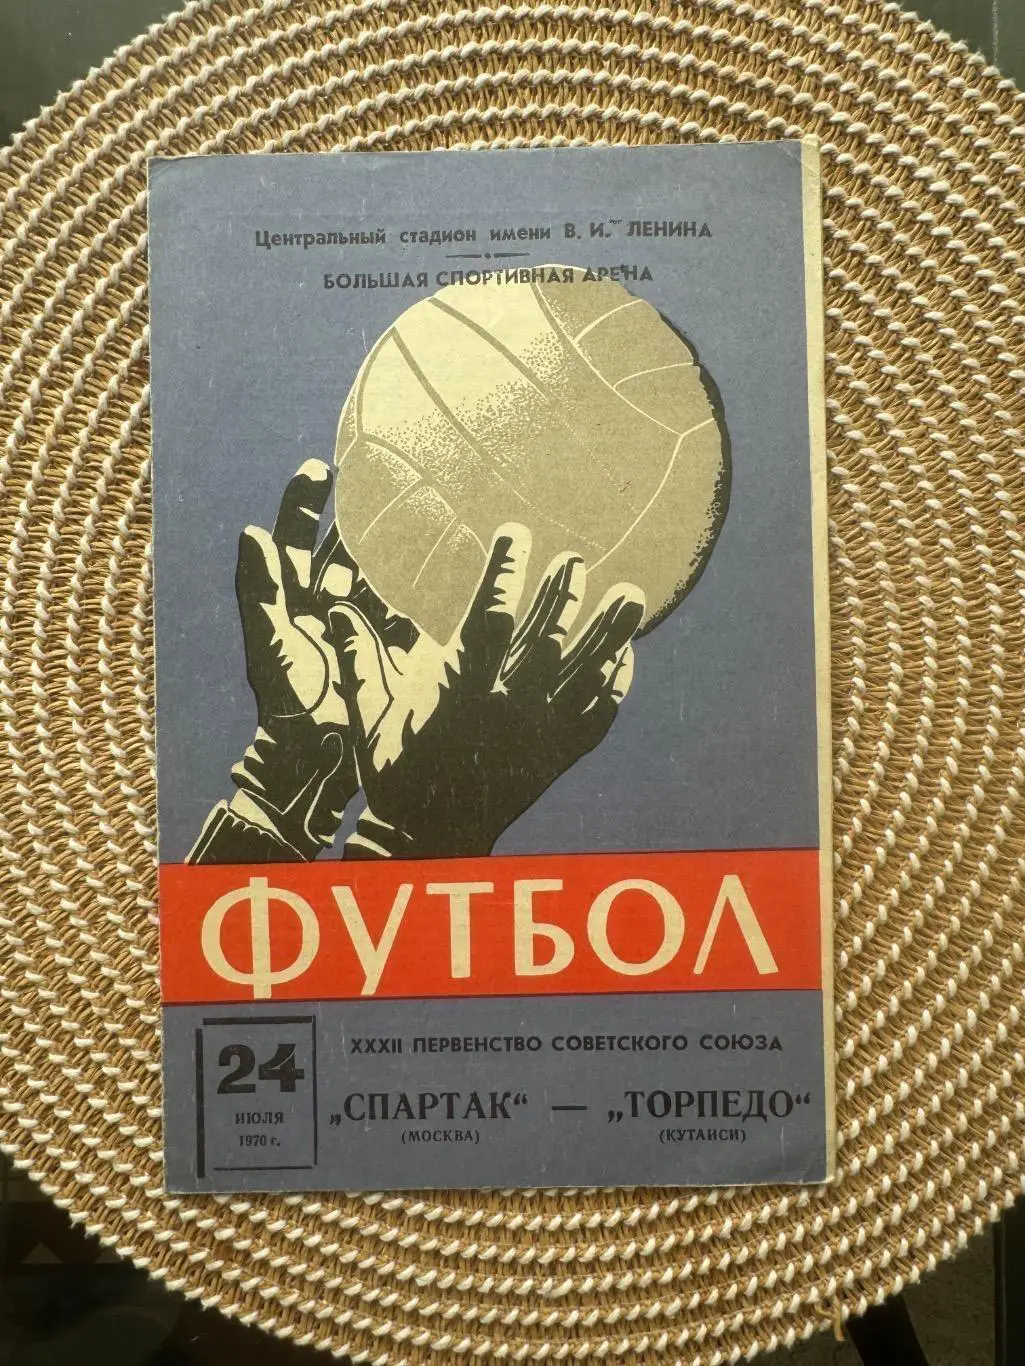 Центральный стадион имени В. И. ЛЕНИНА
БОЛЬШАЯ СПОРТИВНАЯ АРЕНА
ФУТБОЛ
24
ИЮЛЯ
1970 г.
XXXII ПЕРВЕНСТВО СОВЕТСКОГО СОЮЗА
„СПАРТАК“ — „ТОРПЕДО“
(МОСКВА) (КУТАИСИ)